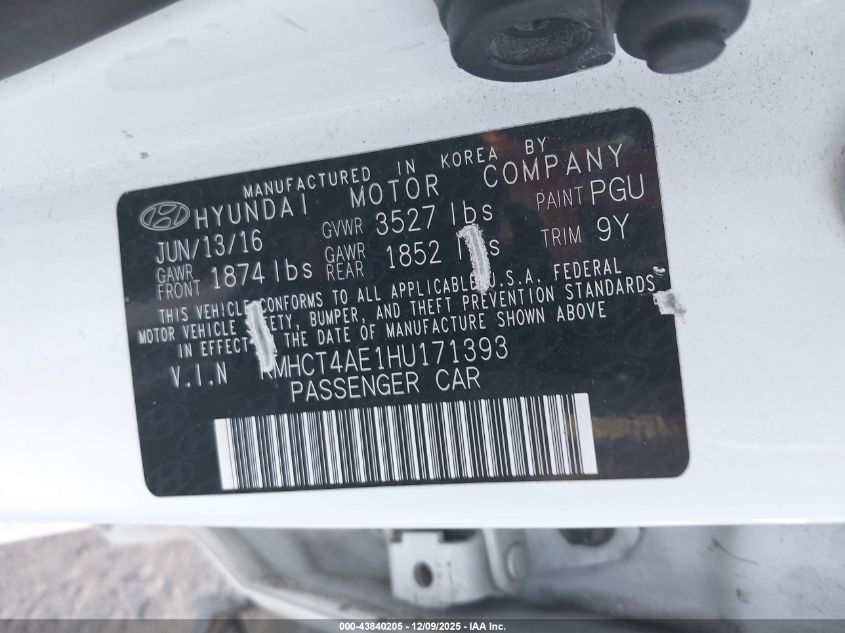 MANUFACTURED IN KOREA BY
HYUNDAI MOTOR COMPANY
JUN/13/16 GVWR 3527 lbs PAINT PGU
GAWR FRONT 1874 lbs GAWR REAR 1852 TRIM 9Y
THIS VEHICLE CONFORMS TO ALL APPLICABLE U.S.A. FEDERAL
MOTOR VEHICLE BUMPER, AND THEFT PREVENTION STANDARDS
IN EFFECT THE DATE OF MANUFACTURE SHOWN ABOVE
V.I.N KMHCT4AE1HU171393
PASSENGER CAR
000-43840205 - 12/09/2025 - IAA Inc.